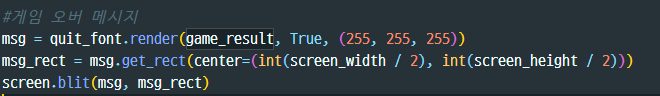 #게임 오버 메시지
msg = quit_font.render(game_result, True, (255, 255, 255))
msg_rect = msg.get_rect(center=(int(screen_width / 2), int(screen_height / 2)))
screen.blit(msg, msg_rect)